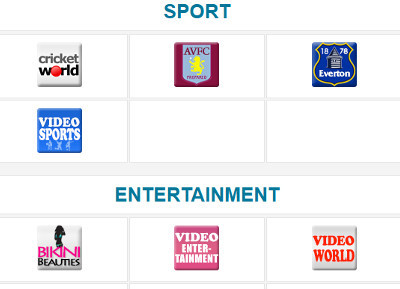 SPORT
cricket
world
AVFC
PREPARED
18 78
Everton
VIDEO
SPORTS
ENTERTAINMENT
BIKINI
BEAUTIES
VIDEO
ENTER-
TAINMENT
VIDEO
WORLD